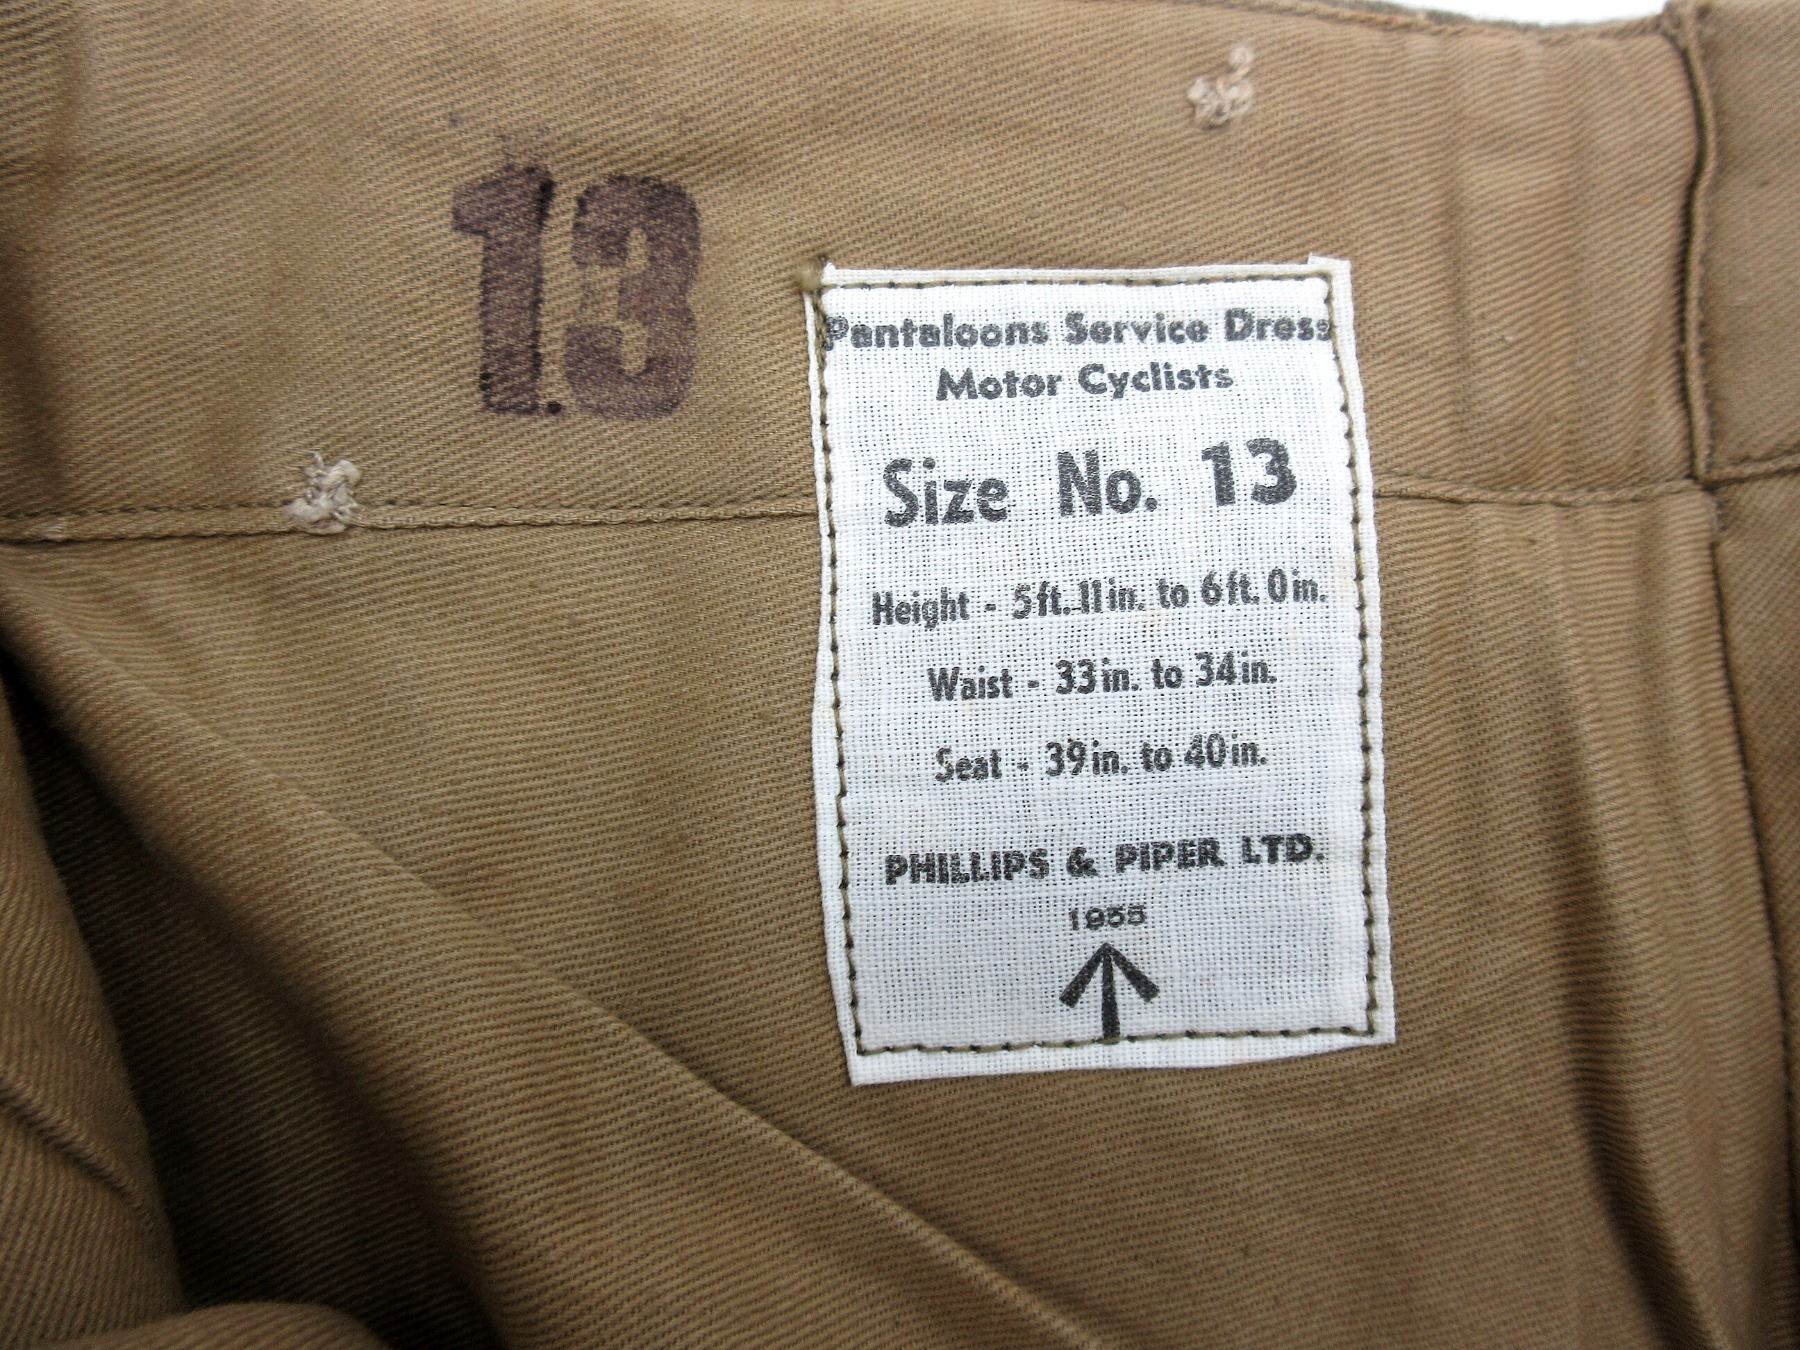 13
Pantaloons Service Dress
Motor Cyclists
Size No. 13
Height - 5ft. 11in. to 6ft. 0in.
Waist - 33in. to 34in.
Seat - 39in. to 40in.
PHILLIPS & PIPER LTD.
1955